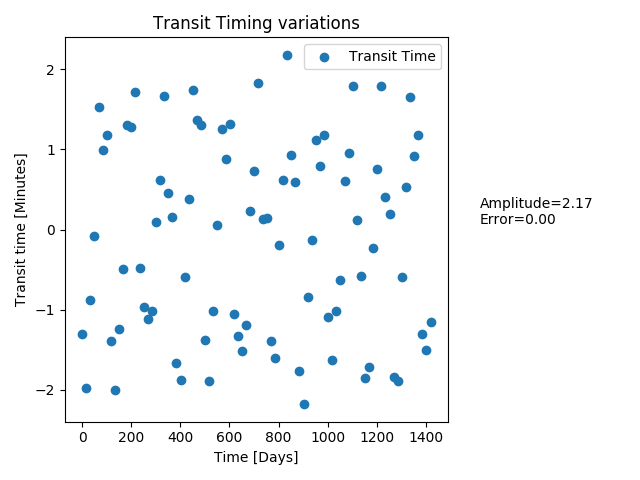 Transit Timing variations
Transit Time
Transit time [Minutes]
2
1
0
−1
−2
0
200
400
600
800
1000
1200
1400
Time [Days]
Amplitude=2.17
Error=0.00